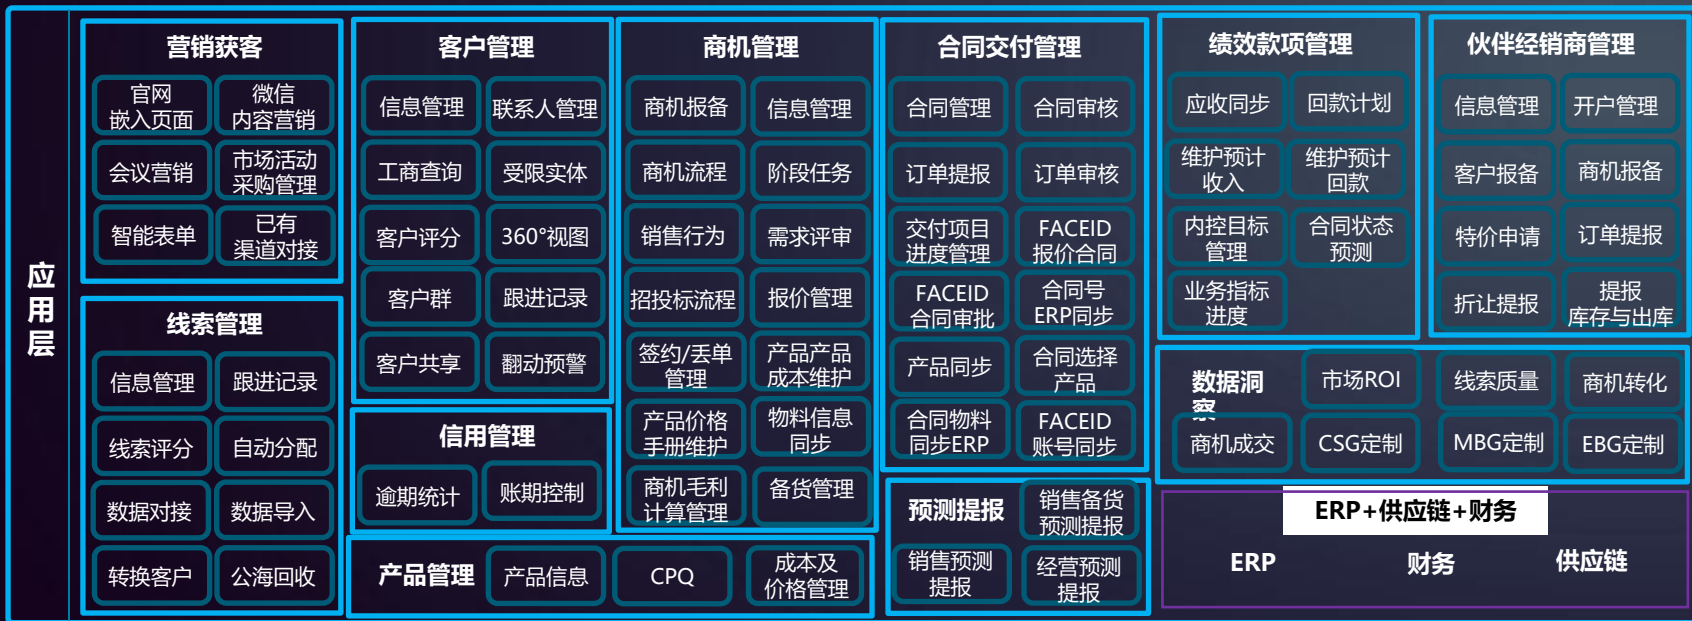 应
用
层
营销获客
官网
嵌入页面
微信
内容营销
会议营销
市场活动
采购管理
智能表单
已有
渠道对接
线索管理
信息管理
跟进记录
线索评分
自动分配
数据对接
数据导入
转换客户
公海回收
客户管理
信息管理
联系人管理
工商查询
受限实体
客户评分
360°视图
客户群
跟进记录
客户共享
翻动预警
信用管理
逾期统计
账期控制
商机管理
商机报备
信息管理
商机流程
阶段任务
销售行为
需求评审
招投标流程
报价管理
签约/丢单
管理
产品产品
成本维护
产品价格
手册维护
物料信息
同步
商机毛利
计算管理
备货管理
产品管理
产品信息
CPQ
成本及
价格管理
合同交付管理
合同管理
合同审核
订单提报
订单审核
交付项目
进度管理
FACEID
报价合同
FACEID
合同审批
合同号
ERP同步
产品同步
合同选择
产品
合同物料
同步ERP
FACEID
账号同步
预测提报
销售备货
预测提报
销售预测
提报
经营预测
提报
绩效款项管理
应收同步
回款计划
维护预计
收入
维护预计
回款
内控目标
管理
合同状态
预测
业务指标
进度
伙伴经销商管理
信息管理
开户管理
客户报备
商机报备
特价申请
订单提报
折让提报
提报
库存与出库
数据洞
察
市场ROI
线索质量
商机转化
商机成交
CSG定制
MBG定制
EBG定制
ERP+供应链+财务
ERP
财务
供应链